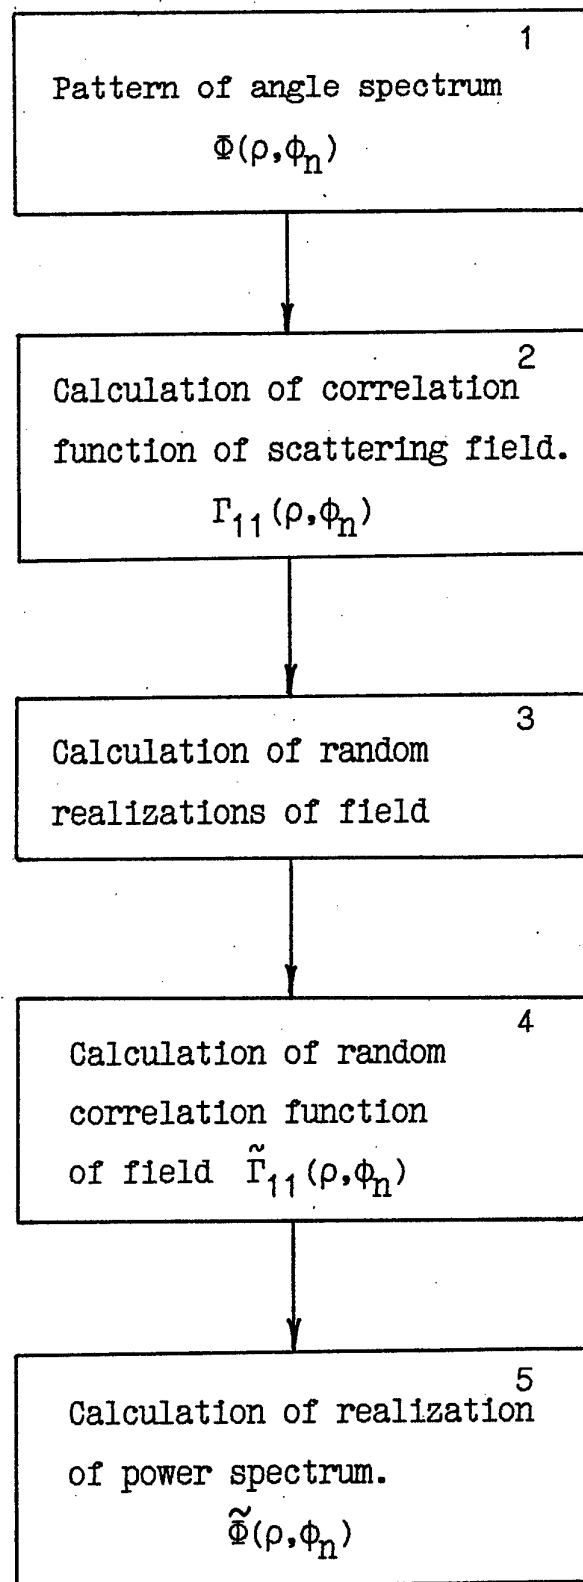 1
Pattern of angle spectrum
Φ(ρ,ϕₙ)
2
Calculation of correlation
function of scattering field.
Γ₁₁(ρ,ϕₙ)
3
Calculation of random
realizations of field
4
Calculation of random
correlation function
of field Γ̃₁₁(ρ,ϕₙ)
5
Calculation of realization
of power spectrum.
Φ̃(ρ,ϕₙ)